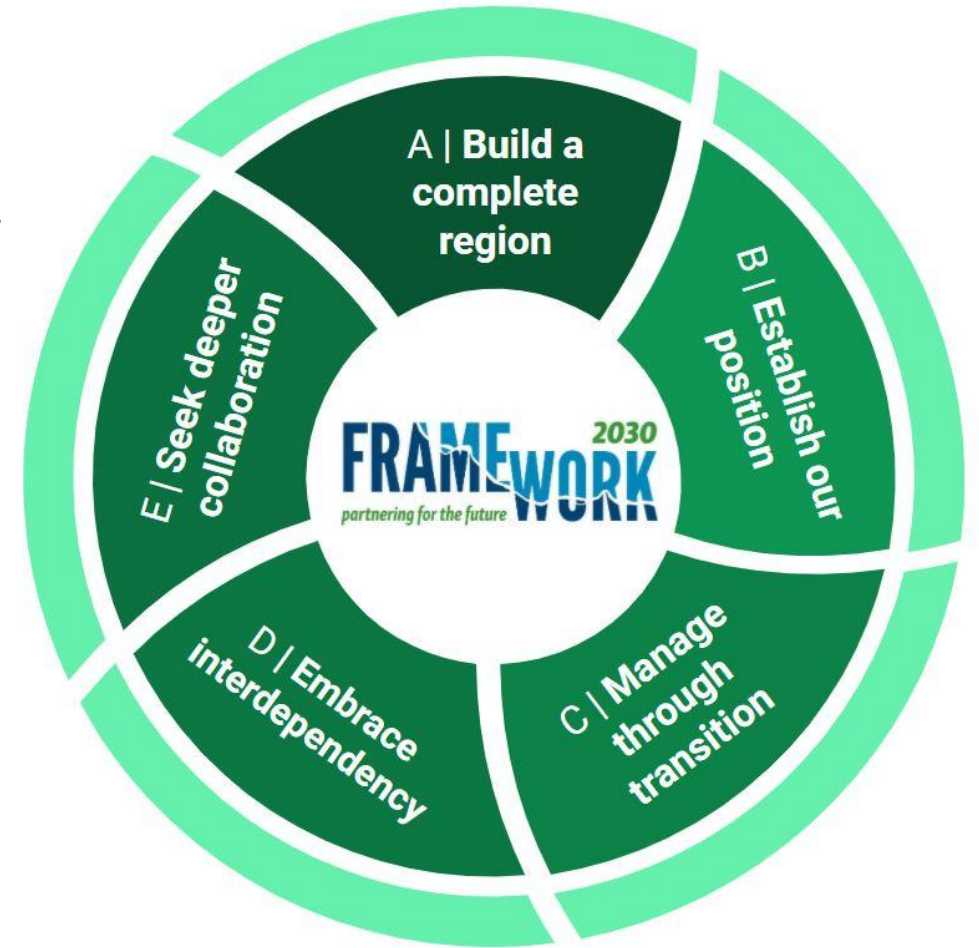 A | Build a
complete
region
B | Establish our
position
C | Manage
through
transition
D | Embrace
interdependency
E | Seek deeper
collaboration
2030
FRAMEWORK
partnering for the future